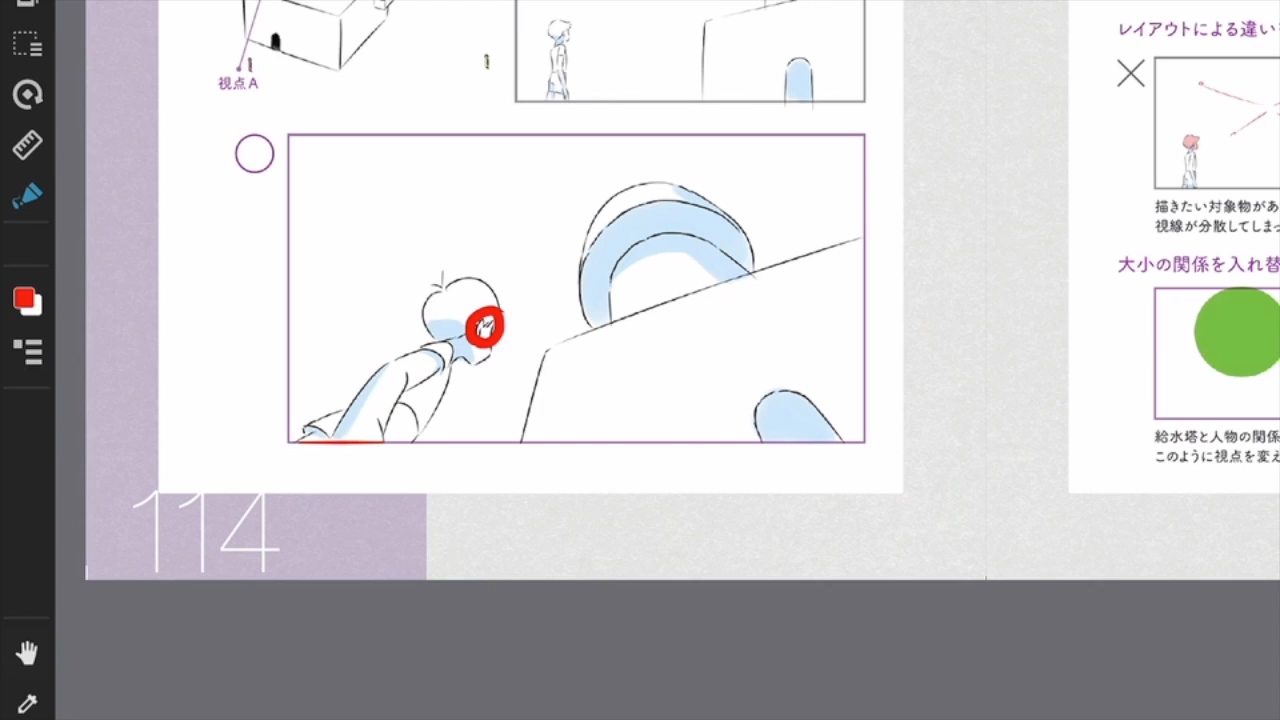 視点A
114
レイアウトによる違い
描きたい対象物があ
視線が分散してしまっ
大小の関係を入れ替
給水塔と人物の関係
このように視点を変え